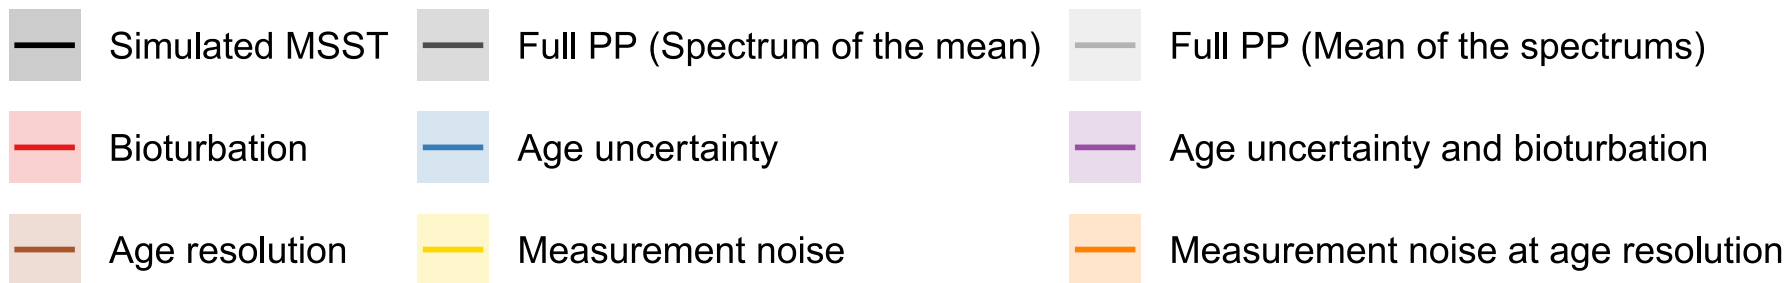 Simulated MSST Full PP (Spectrum of the mean) Full PP (Mean of the spectrums)
Bioturbation Age uncertainty Age uncertainty and bioturbation
Age resolution Measurement noise Measurement noise at age resolution